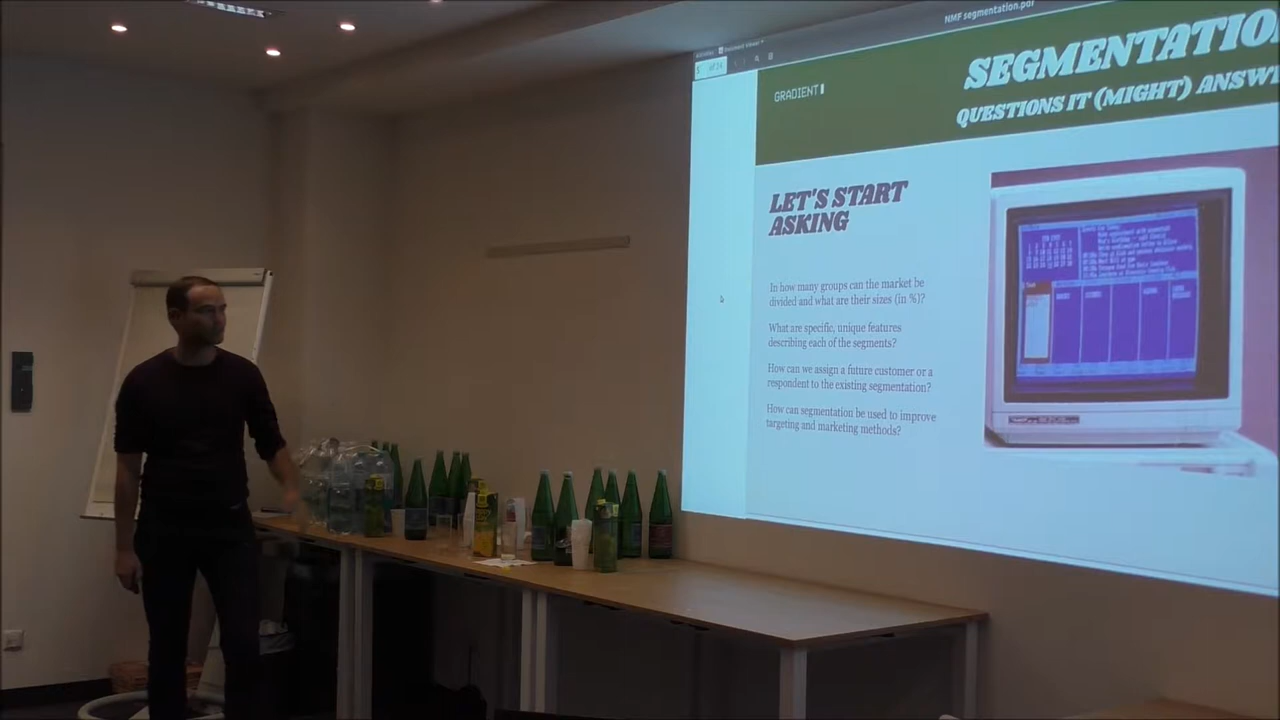 NMF segmentation.pdf
GRADIENT
SEGMENTATIO
QUESTIONS IT (MIGHT) ANSW
LET'S START
ASKING
In how many groups can the market be
divided and what are their sizes (in %)?
What are specific, unique features
describing each of the segments?
How can we assign a future customer or a
respondent to the existing segmentation?
How can segmentation be used to improve
targeting and marketing methods?